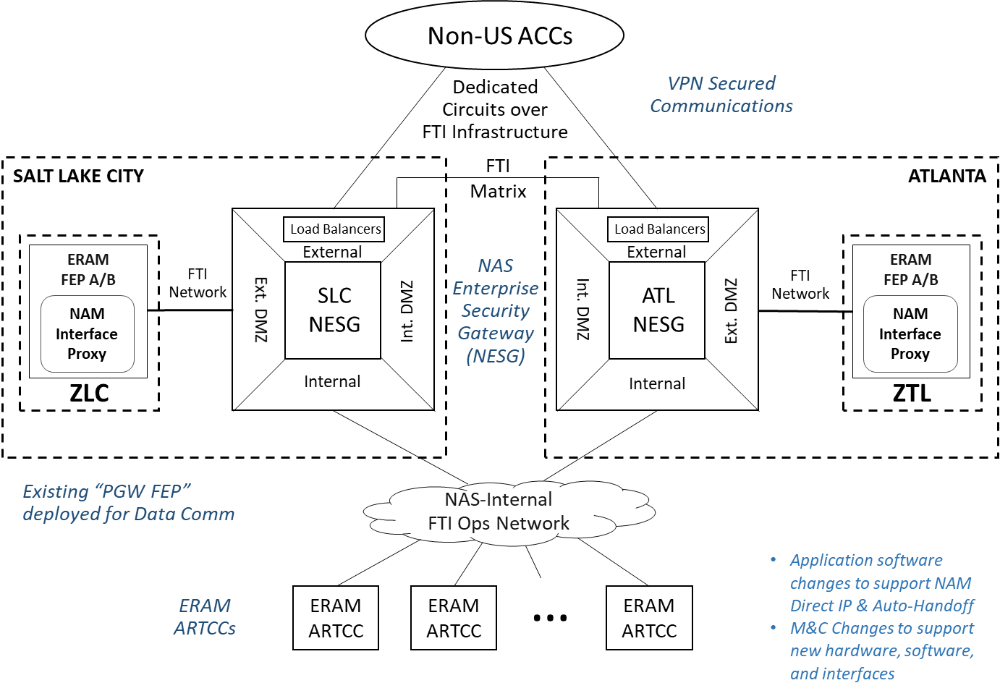 Non-US ACCs
Dedicated
Circuits over
FTI Infrastructure
VPN Secured
Communications
SALT LAKE CITY
FTI
Matrix
ATLANTA
ERAM
FEP A/B
NAM
Interface
Proxy
ZLC
FTI
Network
Load Balancers
External
Ext. DMZ
SLC
NESG
Int. DMZ
Internal
NAS
Enterprise
Security
Gateway
(NESG)
Load Balancers
External
Int. DMZ
ATL
NESG
Ext. DMZ
Internal
FTI
Network
ERAM
FEP A/B
NAM
Interface
Proxy
ZTL
Existing “PGW FEP”
deployed for Data Comm
NAS-Internal
FTI Ops Network
ERAM
ARTCCs
ERAM
ARTCC
ERAM
ARTCC
...
ERAM
ARTCC
• Application software
changes to support NAM
Direct IP & Auto-Handoff
• M&C Changes to support
new hardware, software,
and interfaces